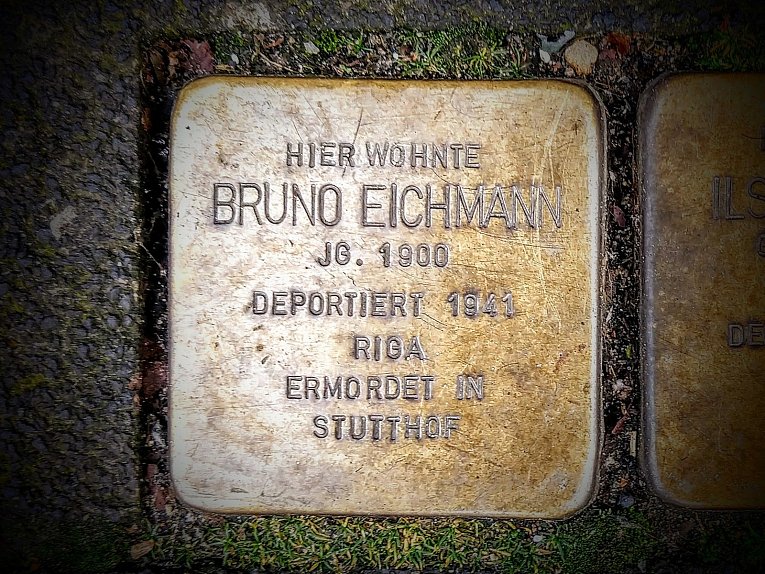 HIER WOHNTE
BRUNO EICHMANN
JG. 1900
DEPORTIERT 1941
RIGA
ERMORDET IN
STUTTHOF